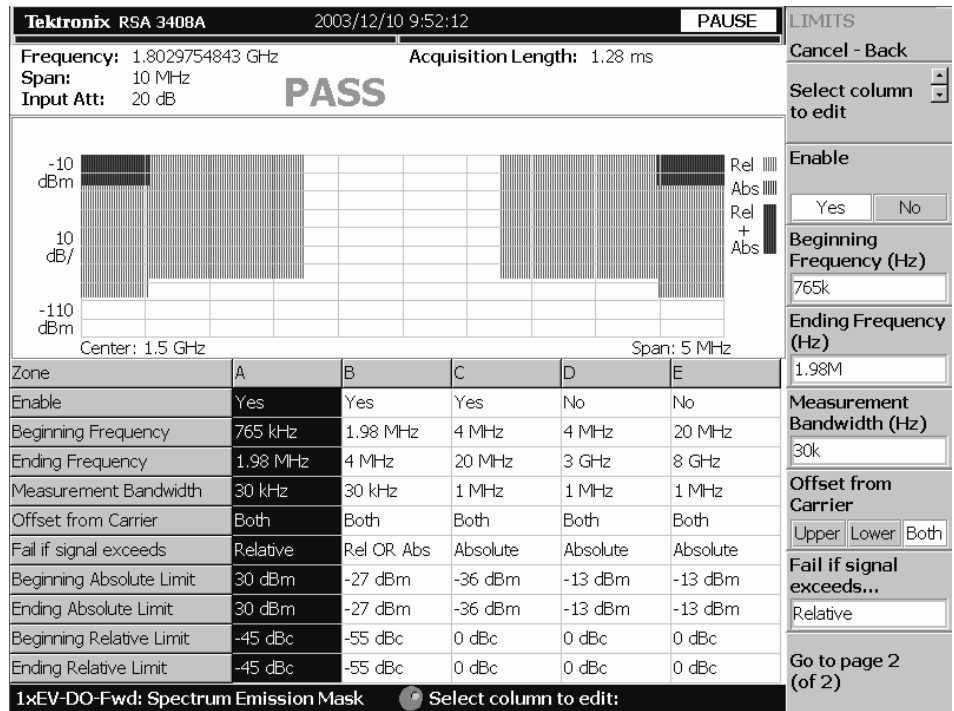 Tektronix RSA 3408A 2003/12/10 9:52:12 PAUSE
Frequency: 1.8029754843 GHz Acquisition Length: 1.28 ms
Span: 10 MHz
Input Att: 20 dB
PASS
-10
dBm
10
dB/
-110
dBm
Rel
Abs
Rel
+
Abs
Center: 1.5 GHz Span: 5 MHz
Zone A B C D E
Enable Yes Yes Yes No No
Beginning Frequency 765 kHz 1.98 MHz 4 MHz 4 MHz 20 MHz
Ending Frequency 1.98 MHz 4 MHz 20 MHz 3 GHz 8 GHz
Measurement Bandwidth 30 kHz 30 kHz 1 MHz 1 MHz 1 MHz
Offset from Carrier Both Both Both Both Both
Fail if signal exceeds Relative Rel OR Abs Absolute Absolute Absolute
Beginning Absolute Limit 30 dBm -27 dBm -36 dBm -13 dBm -13 dBm
Ending Absolute Limit 30 dBm -27 dBm -36 dBm -13 dBm -13 dBm
Beginning Relative Limit -45 dBc -55 dBc 0 dBc 0 dBc 0 dBc
Ending Relative Limit -45 dBc -55 dBc 0 dBc 0 dBc 0 dBc
1xEV-DO-Fwd: Spectrum Emission Mask Select column to edit:
LIMITS
Cancel - Back
Select column
to edit
Enable
Yes No
Beginning
Frequency (Hz)
765k
Ending Frequency
(Hz)
1.98M
Measurement
Bandwidth (Hz)
30k
Offset from
Carrier
Upper Lower Both
Fail if signal
exceeds...
Relative
Go to page 2
(of 2)